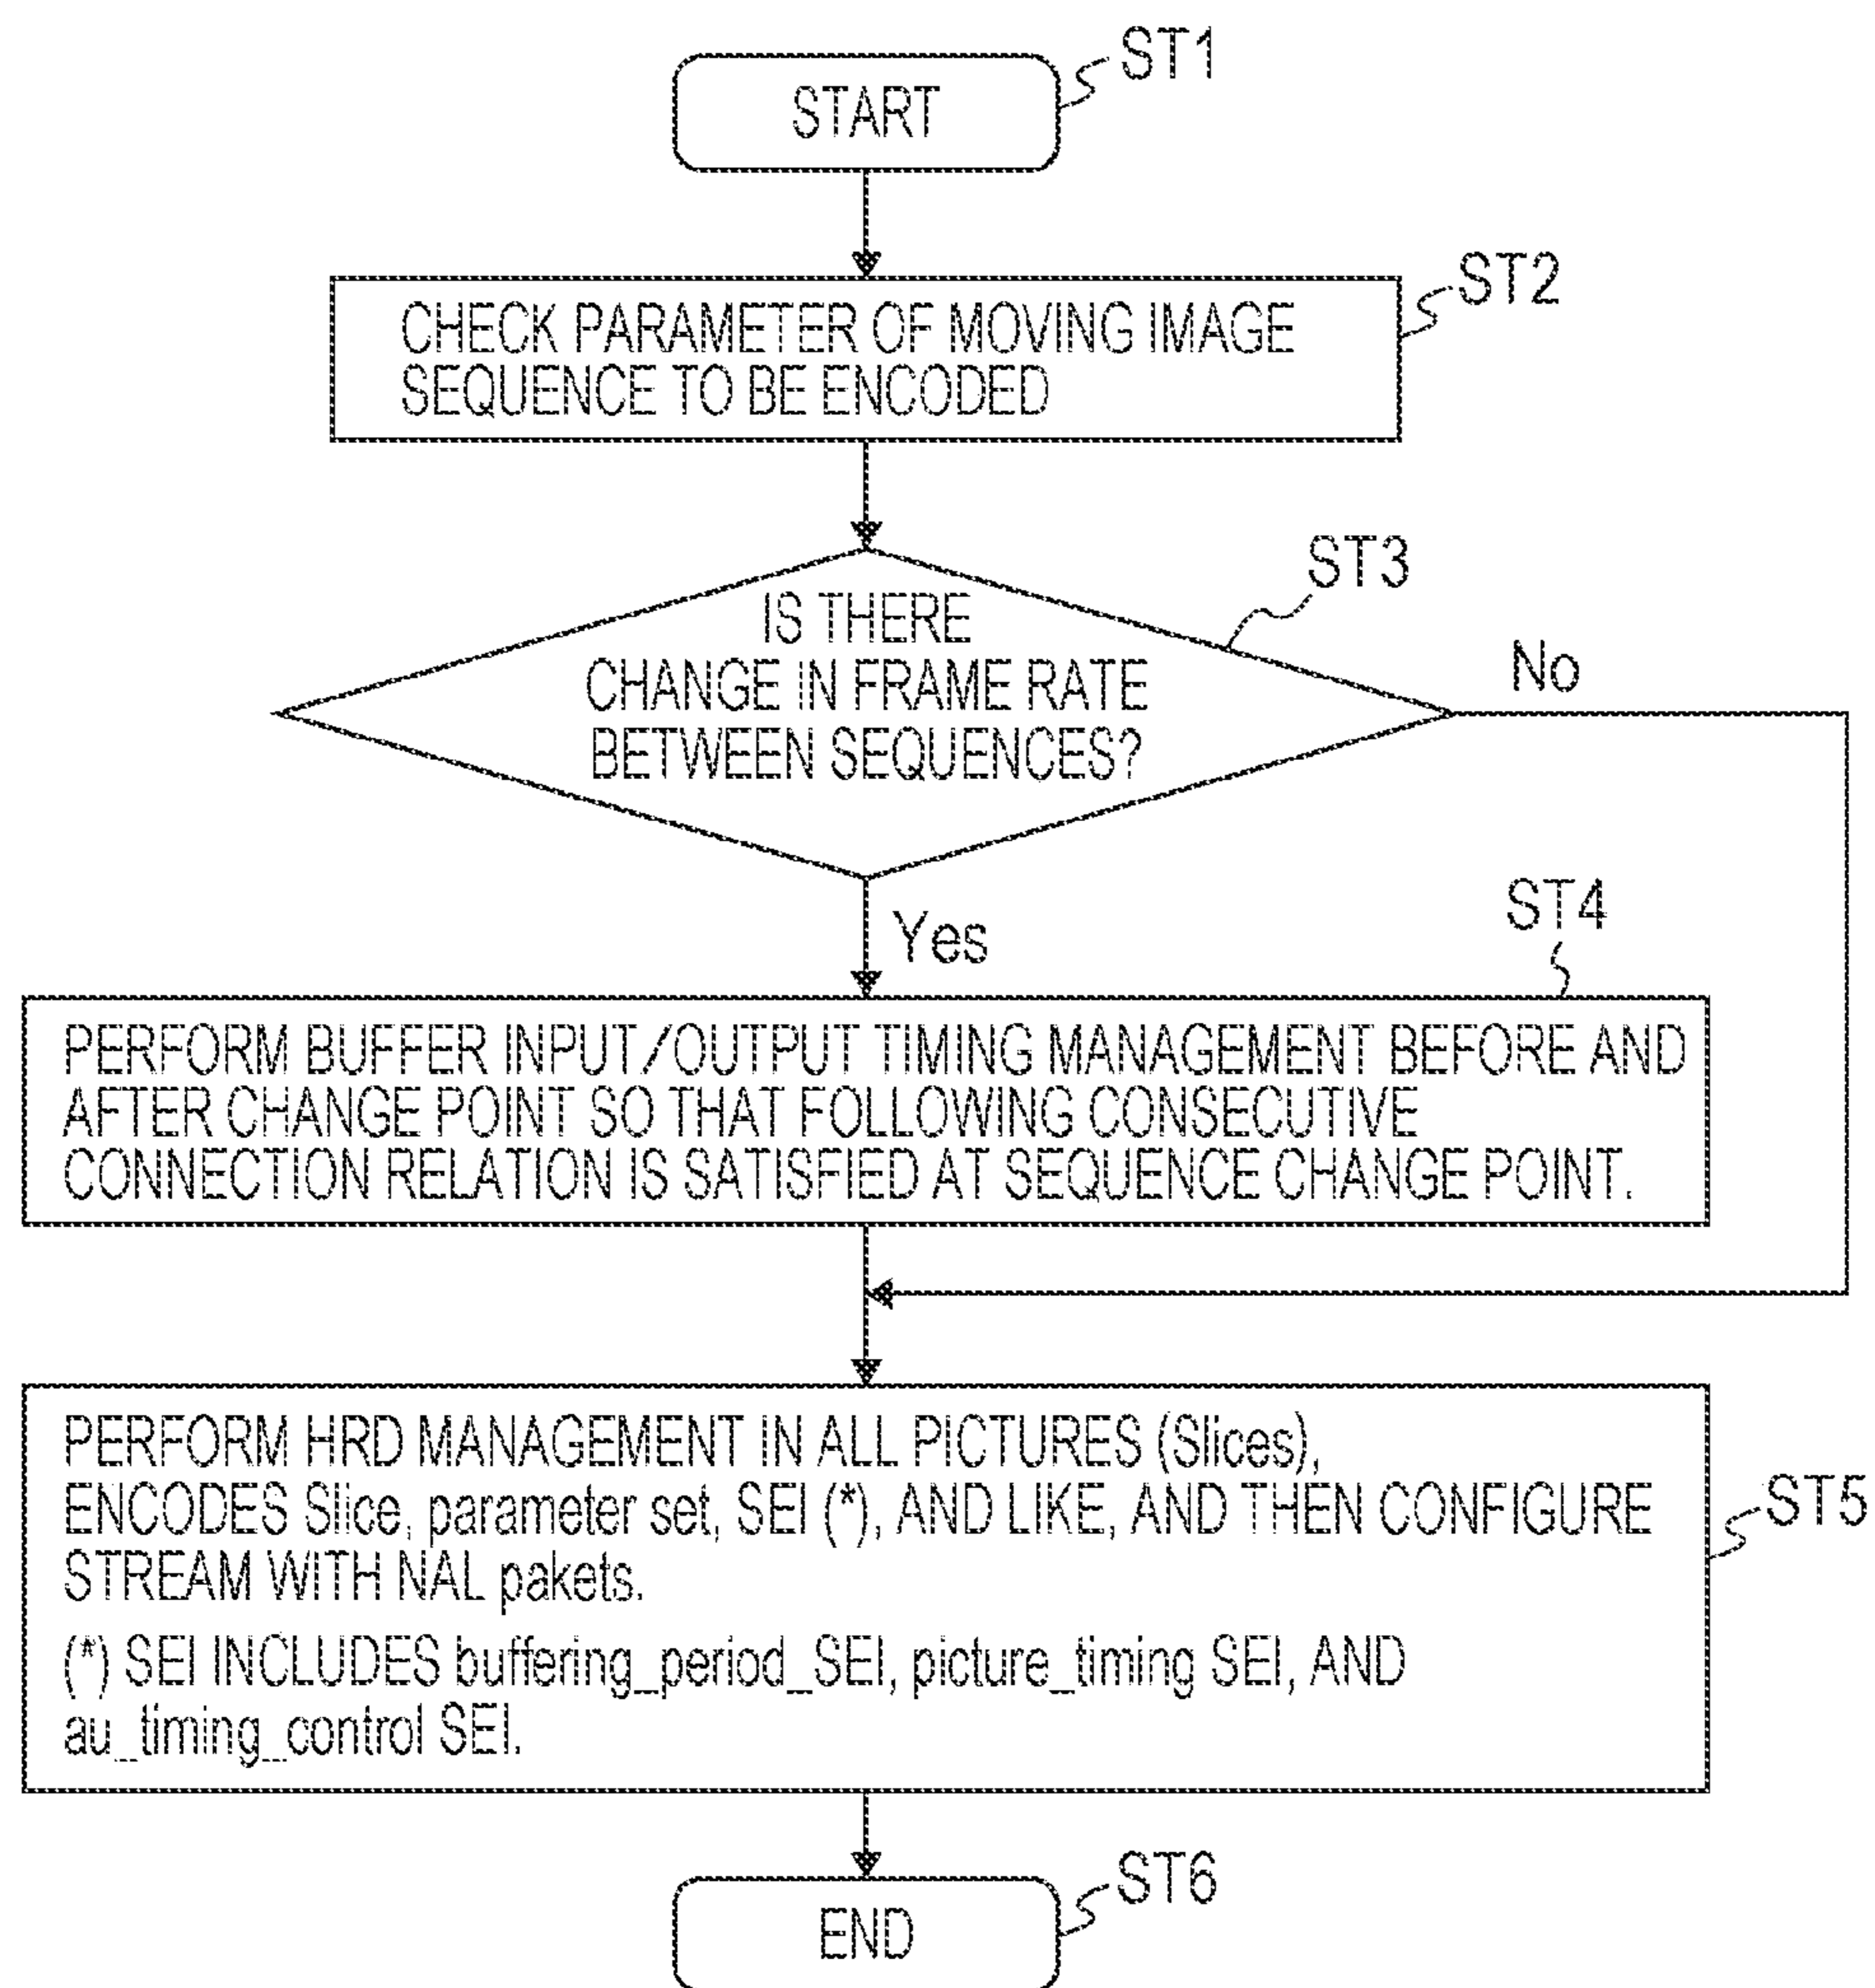 START
ST1
ST2
CHECK PARAMETER OF MOVING IMAGE
SEQUENCE TO BE ENCODED
ST3
IS THERE
CHANGE IN FRAME RATE
BETWEEN SEQUENCES?
No
Yes
ST4
PERFORM BUFFER INPUT/OUTPUT TIMING MANAGEMENT BEFORE AND
AFTER CHANGE POINT SO THAT FOLLOWING CONSECUTIVE
CONNECTION RELATION IS SATISFIED AT SEQUENCE CHANGE POINT.
PERFORM HRD MANAGEMENT IN ALL PICTURES (Slices),
ENCODES Slice, parameter set, SEI (*), AND LIKE, AND THEN CONFIGURE
STREAM WITH NAL pakets.
(*) SEI INCLUDES buffering_period_SEI, picture_timing SEI, AND
au_timing_control SEI.
ST5
END
ST6